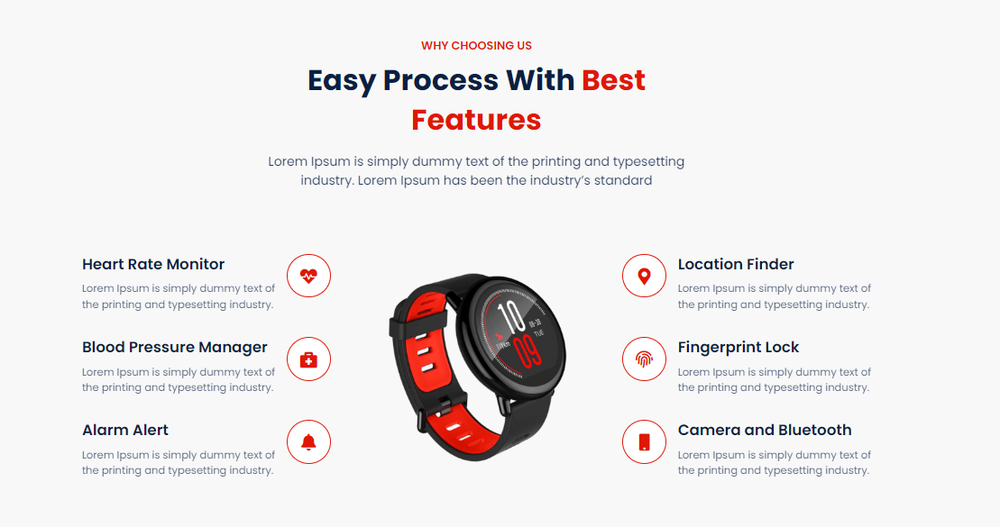 WHY CHOOSING US
Easy Process With Best
Features
Lorem Ipsum is simply dummy text of the printing and typesetting
industry. Lorem Ipsum has been the industry’s standard
Heart Rate Monitor
Lorem Ipsum is simply dummy text of
the printing and typesetting industry.
Blood Pressure Manager
Lorem Ipsum is simply dummy text of
the printing and typesetting industry.
Alarm Alert
Lorem Ipsum is simply dummy text of
the printing and typesetting industry.
10
08-30
TUE
09
Location Finder
Lorem Ipsum is simply dummy text of
the printing and typesetting industry.
Fingerprint Lock
Lorem Ipsum is simply dummy text of
the printing and typesetting industry.
Camera and Bluetooth
Lorem Ipsum is simply dummy text of
the printing and typesetting industry.